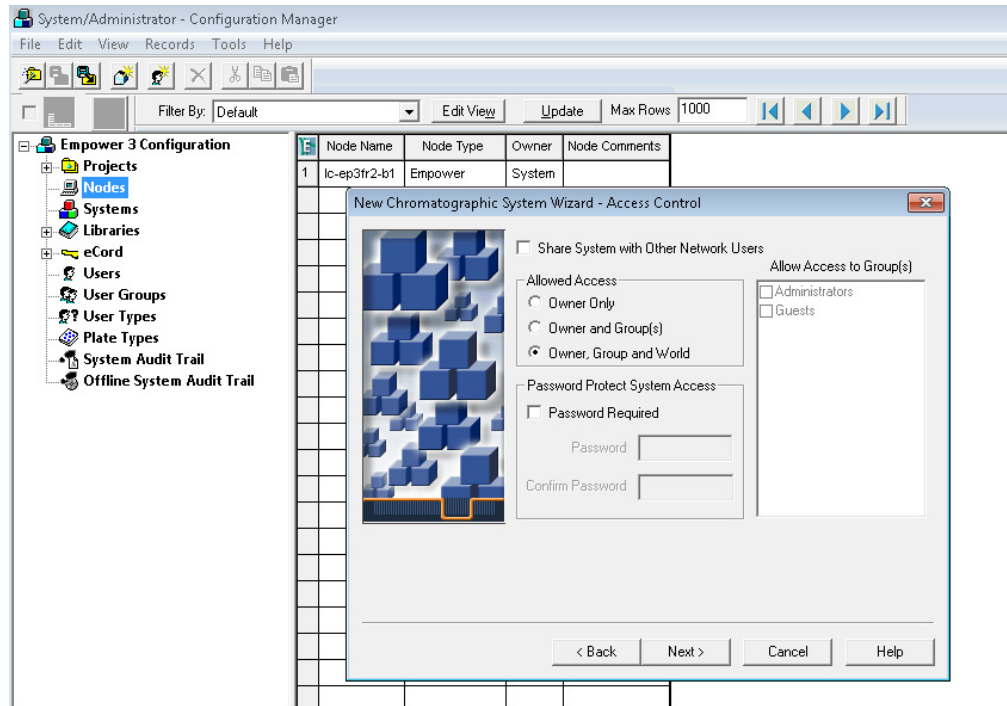 System/Administrator - Configuration Manager
File Edit View Records Tools Help
Filter By: Default Edit View Update Max Rows 1000
Empower 3 Configuration
Projects
Nodes
Systems
Libraries
eCord
Users
User Groups
User Types
Plate Types
System Audit Trail
Offline System Audit Trail
Node Name Node Type Owner Node Comments
1 lc-ep3fr2-b1 Empower System
New Chromatographic System Wizard - Access Control
Share System with Other Network Users
Allowed Access
Owner Only
Owner and Group(s)
Owner, Group and World
Password Protect System Access
Password Required
Password
Confirm Password
Allow Access to Group(s)
Administrators
Guests
< Back Next > Cancel Help